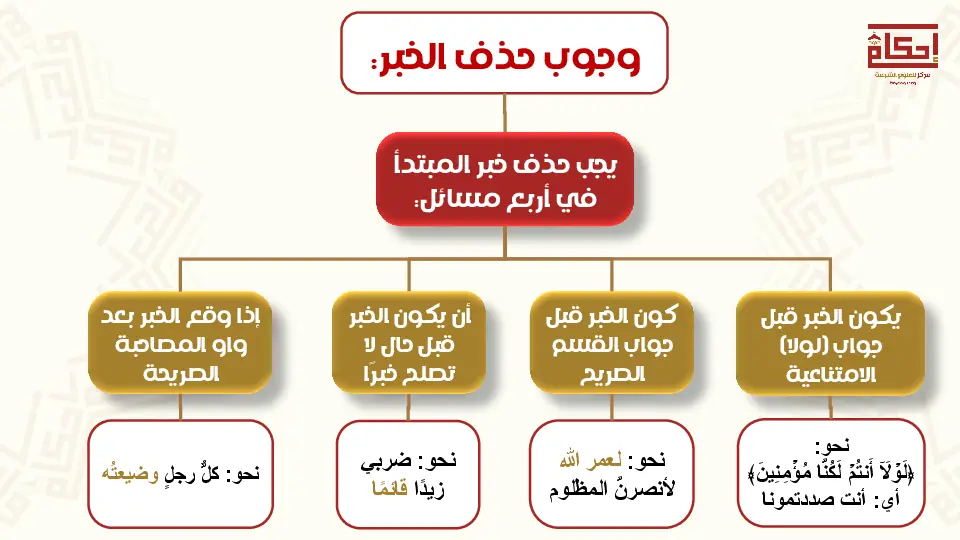 إحكام
مركز للعلوم الشرعية
وجوب حذف الخبر:
يجب حذف خبر المبتدأ
في أربع مسائل:
يكون الخبر قبل
جواب (لولا)
الامتناعية
نحو:
﴿لَوۡلَآ أَنتُمۡ لَكُنَّا مُؤۡمِنِينَ﴾
أي: أنت صددتمونا
كون الخبر قبل
جواب القسم
الصريح
نحو: لعمر الله
لأنصرنَّ المظلوم
أن يكون الخبر
قبل حال لا
تصلح خبرًا
نحو: ضربي
زيدًا قائمًا
إذا وقع الخبر بعد
واو المصاحبة
الصريحة
نحو: كلُّ رجلٍ وضيعتُه